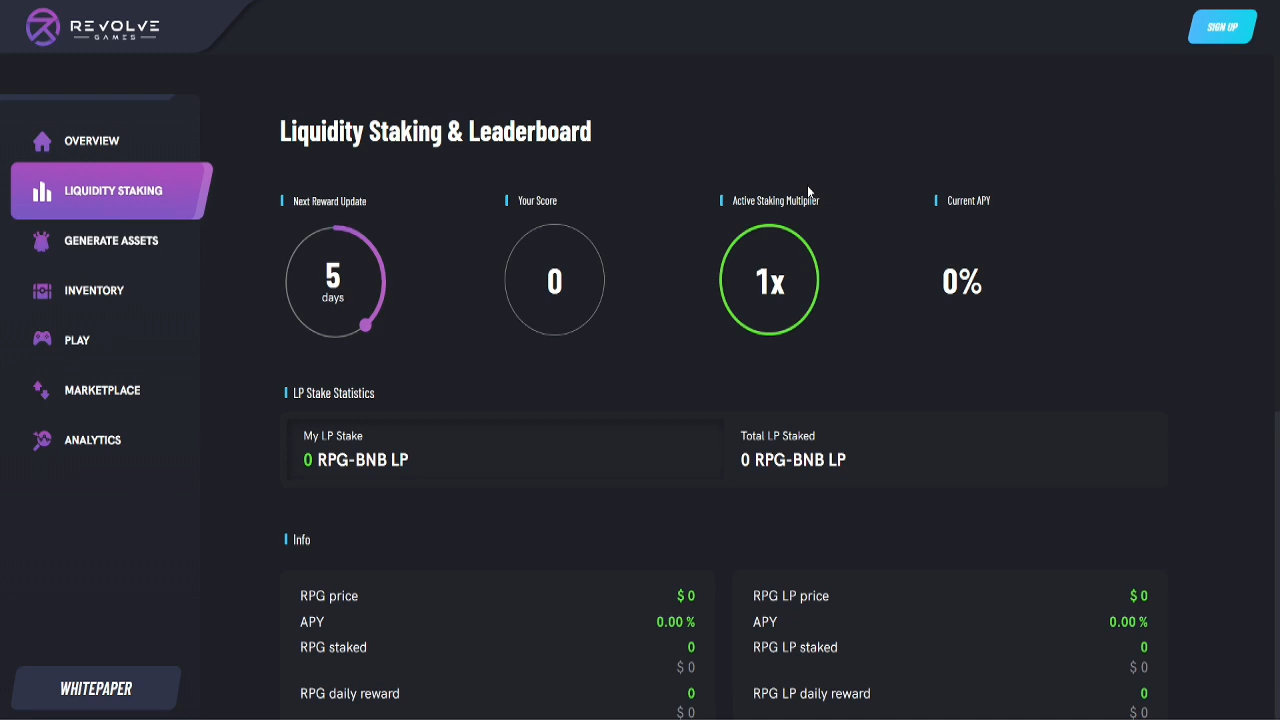 REVOLVE
GAMES
SIGN UP
OVERVIEW
LIQUIDITY STAKING
GENERATE ASSETS
INVENTORY
PLAY
MARKETPLACE
ANALYTICS
WHITEPAPER
Liquidity Staking & Leaderboard
Next Reward Update
5
days
Your Score
0
Active Staking Multiplier
1x
Current APY
0%
LP Stake Statistics
My LP Stake
0 RPG-BNB LP
Total LP Staked
0 RPG-BNB LP
Info
RPG price $ 0
APY 0.00 %
RPG staked 0
$ 0
RPG daily reward 0
$ 0
RPG LP price $ 0
APY 0.00 %
RPG LP staked 0
$ 0
RPG LP daily reward 0
$ 0